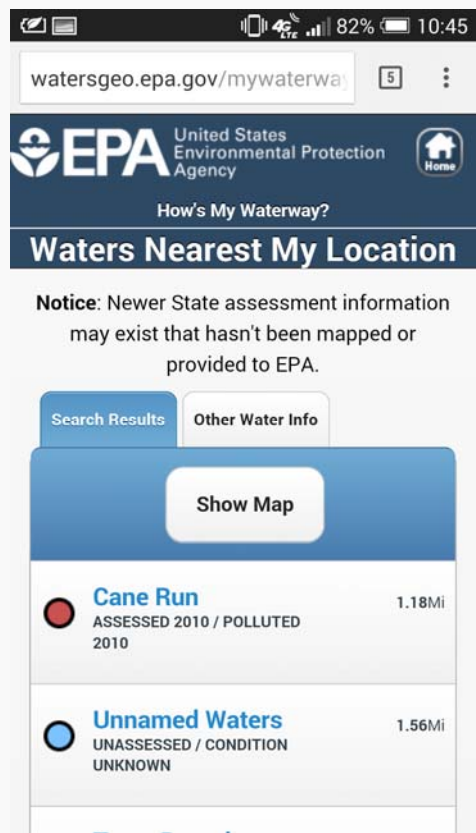 4G LTE 82% 10:45
watersgeo.epa.gov/mywaterway 5
EPA United States
Environmental Protection
Agency
Home
How's My Waterway?
Waters Nearest My Location
Notice: Newer State assessment information
may exist that hasn't been mapped or
provided to EPA.
Search Results Other Water Info
Show Map
Cane Run 1.18Mi
ASSESSED 2010 / POLLUTED
2010
Unnamed Waters 1.56Mi
UNASSESSED / CONDITION
UNKNOWN